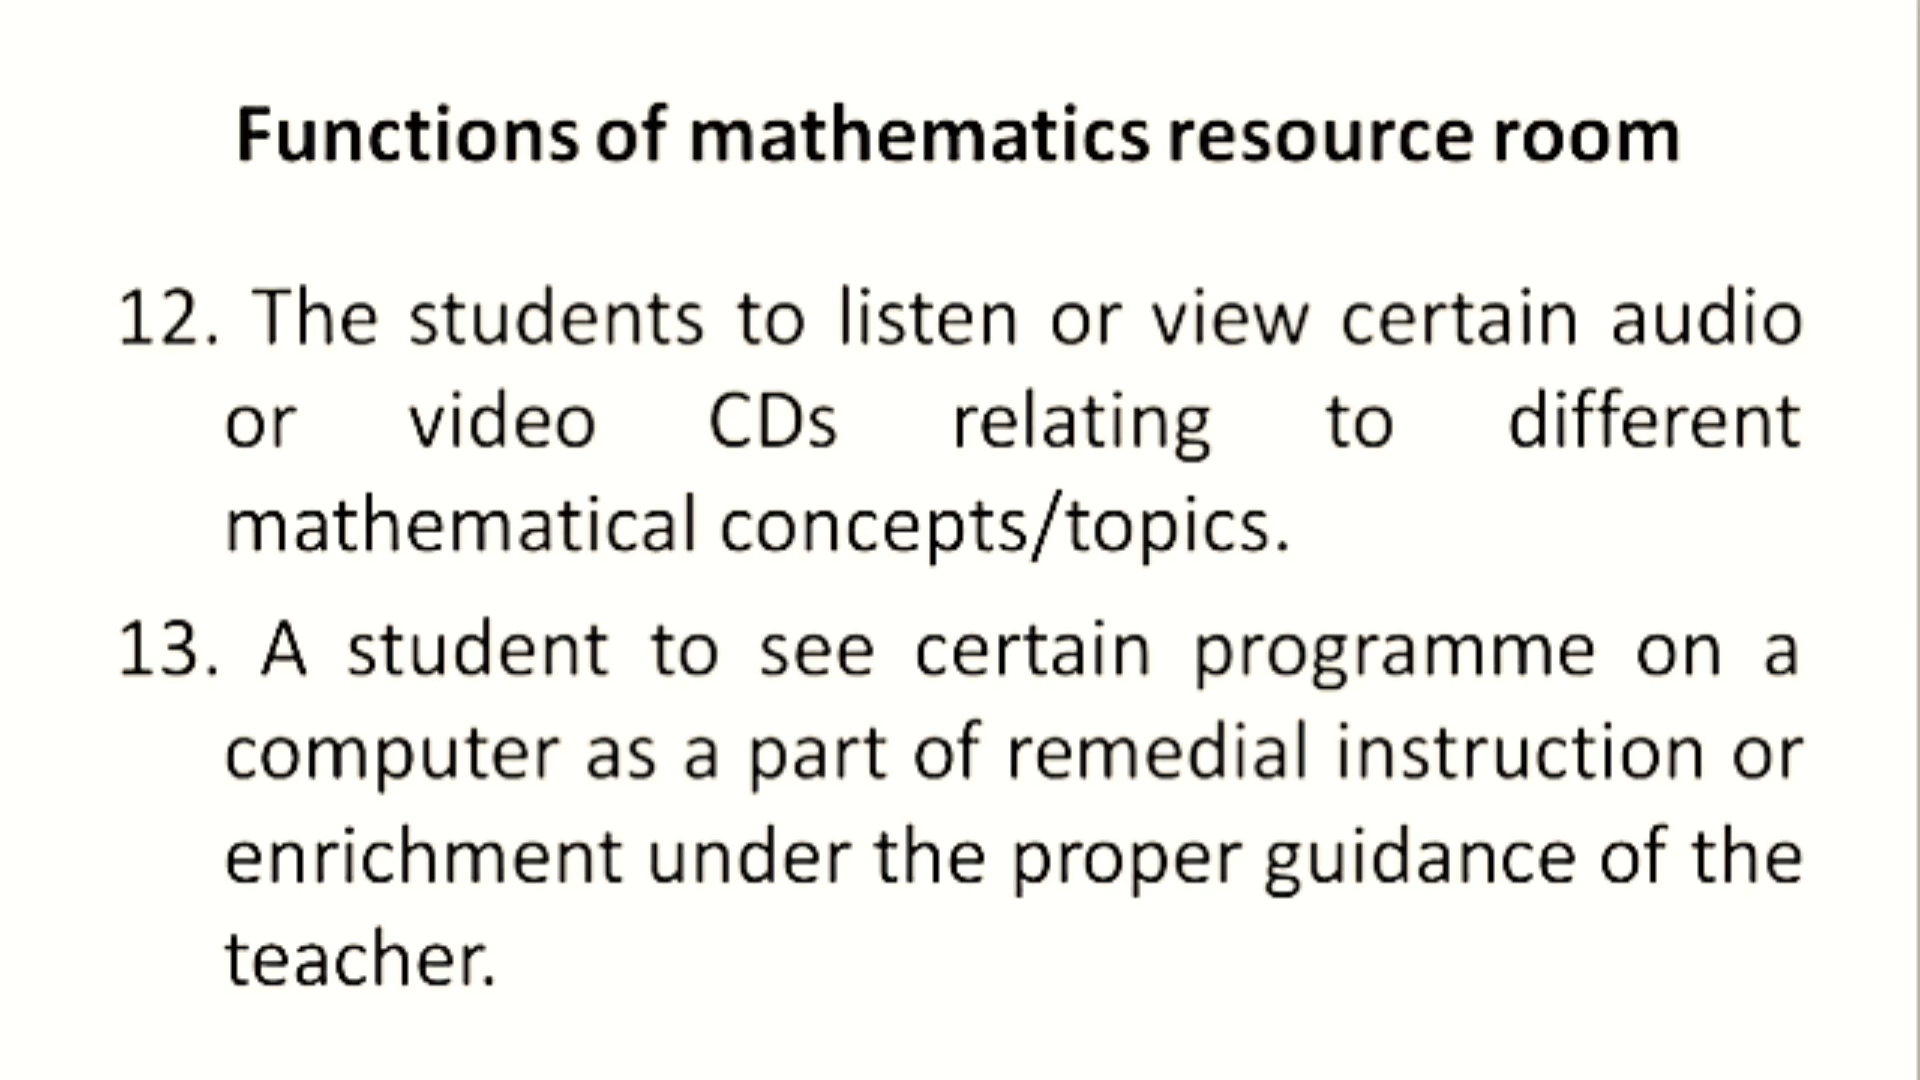 Functions of mathematics resource room
12. The students to listen or view certain audio
or video CDs relating to different
mathematical concepts/topics.
13. A student to see certain programme on a
computer as a part of remedial instruction or
enrichment under the proper guidance of the
teacher.